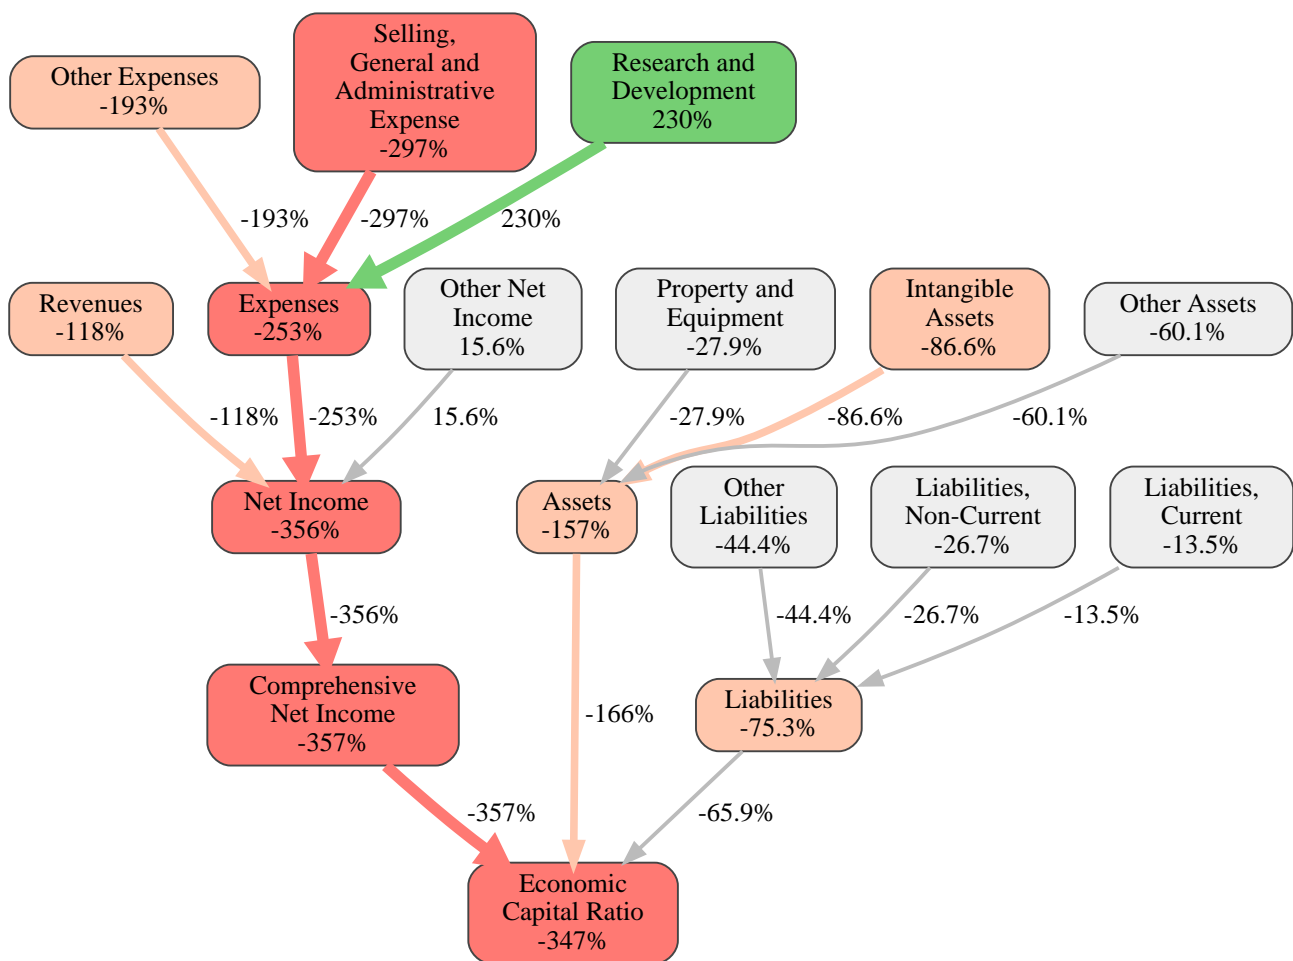 Other Expenses
-193%
Selling,
General and
Administrative
Expense
-297%
Research and
Development
230%
-193%
-297%
230%
Revenues
-118%
Expenses
-253%
Other Net
Income
15.6%
Property and
Equipment
-27.9%
Intangible
Assets
-86.6%
Other Assets
-60.1%
-118%
-253%
15.6%
-27.9%
-86.6%
-60.1%
Net Income
-356%
Assets
-157%
Other
Liabilities
-44.4%
Liabilities,
Non-Current
-26.7%
Liabilities,
Current
-13.5%
-356%
-44.4%
-26.7%
-13.5%
Comprehensive
Net Income
-357%
-166%
Liabilities
-75.3%
-357%
-65.9%
Economic
Capital Ratio
-347%